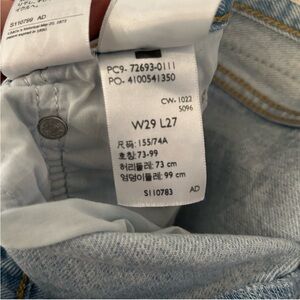 S110799 AD
PC9- 72693-0111
PO- 4100541350
CW- 1022
5096
W29 L27
尺码: 155/74A
호칭: 73-99
허리둘레: 73 cm
엉덩이둘레: 99 cm
S110783 AD